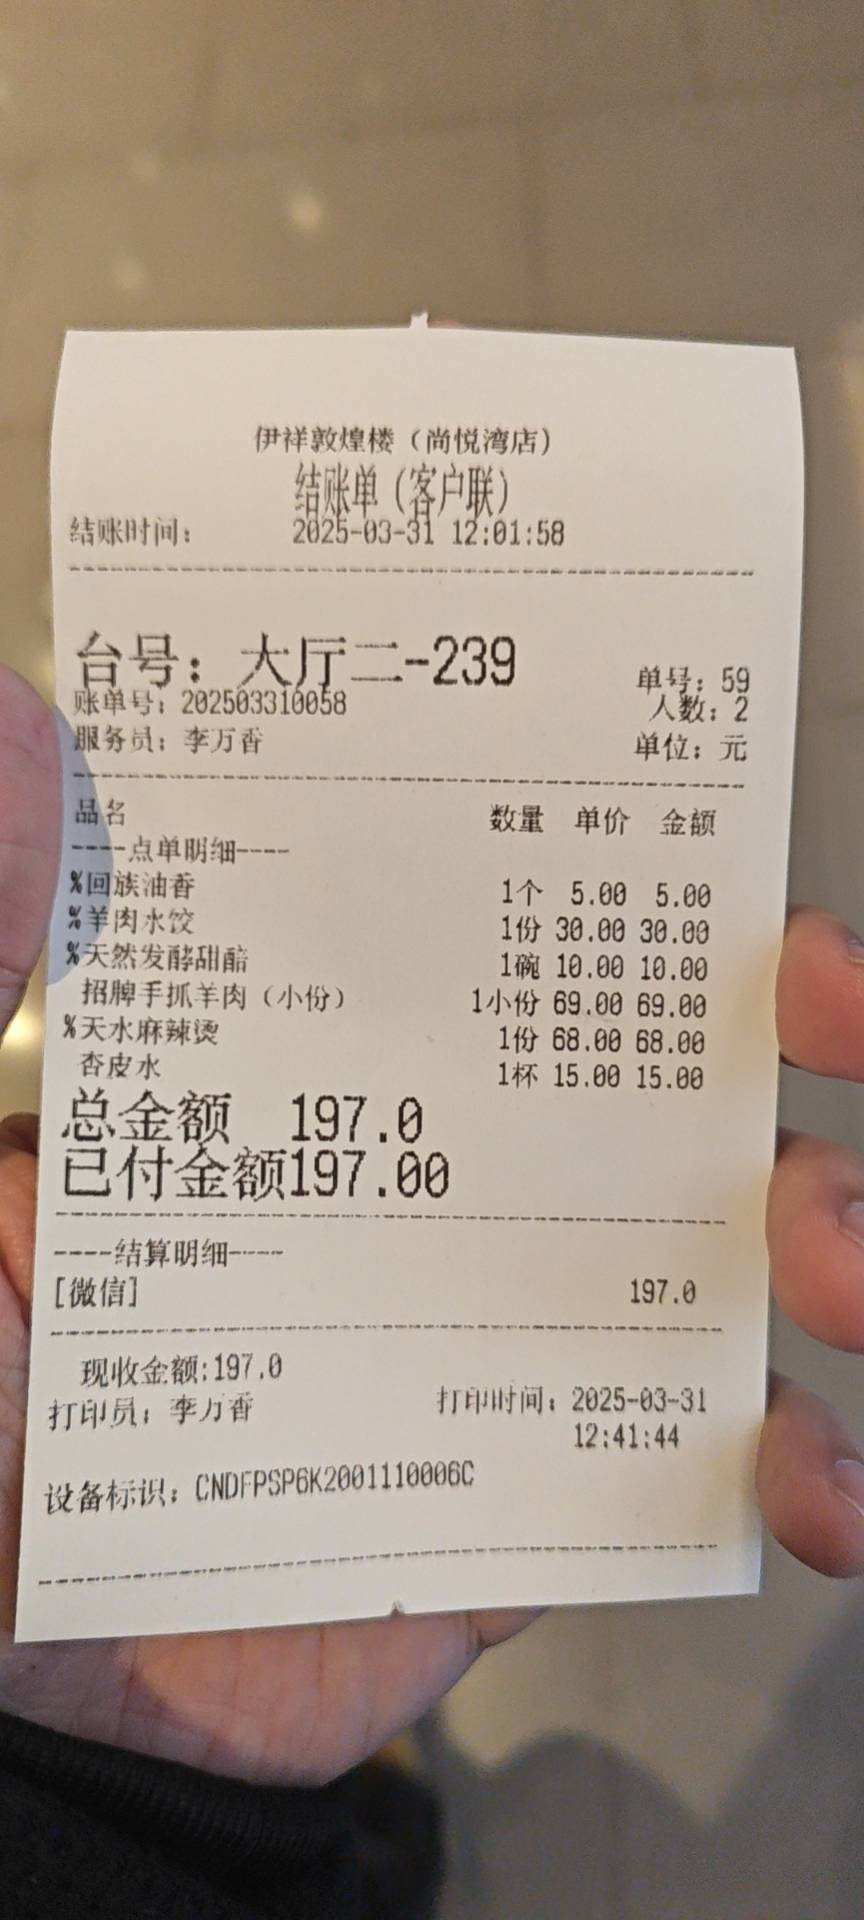 伊祥敦煌楼（尚悦湾店）
结账单（客户联）
结账时间： 2025-03-31 12:01:58
台号：大厅二-239
单号：59
账单号：202503310058 人数：2
服务员：李万香 单位：元
品名 数量 单价 金额
----点单明细----
%回族油香 1个 5.00 5.00
%羊肉水饺 1份 30.00 30.00
%天然发酵甜醅 1碗 10.00 10.00
招牌手抓羊肉（小份） 1小份 69.00 69.00
%天水麻辣烫 1份 68.00 68.00
杏皮水 1杯 15.00 15.00
总金额 197.0
已付金额197.00
----结算明细----
[微信] 197.0
现收金额:197.0
打印员：李万香 打印时间：2025-03-31
12:41:44
设备标识：CNDFPSP6K2001110006C